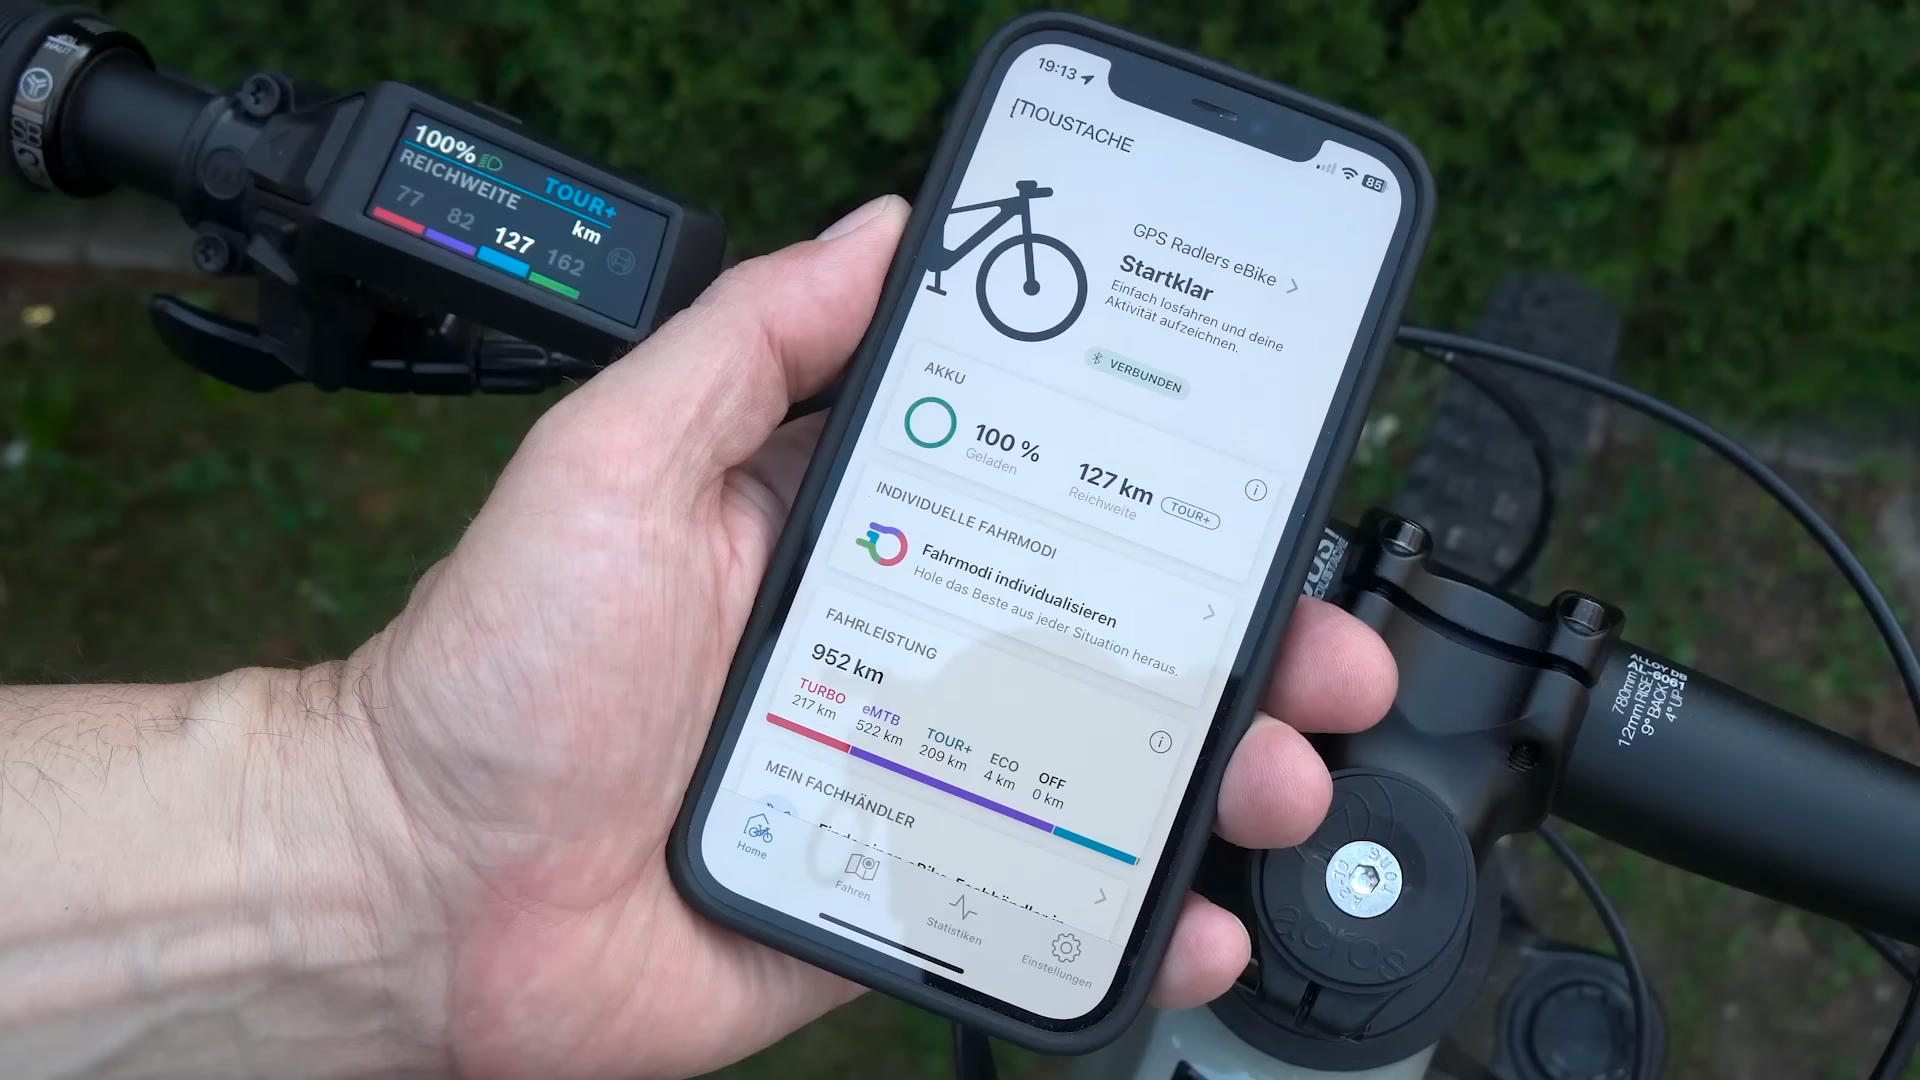 100%
TOUR+
REICHWEITE
km
77
82
127
162
19:13
85
MOUSTACHE
GPS Radlers eBike
Startklar
Einfach losfahren und deine
Aktivität aufzeichnen.
VERBUNDEN
AKKU
100 %
Geladen
127 km
Reichweite
TOUR+
INDIVIDUELLE FAHRMODI
Fahrmodi individualisieren
Hole das Beste aus jeder Situation heraus.
FAHRLEISTUNG
952 km
TURBO
217 km
eMTB
522 km
TOUR+
209 km
ECO
4 km
OFF
0 km
MEIN FACHHÄNDLER
Home
Fahren
Statistiken
Einstellungen
ALLOY DB
AL-6061
780mm
12mm RISE
9° BACK
4° UP
acros